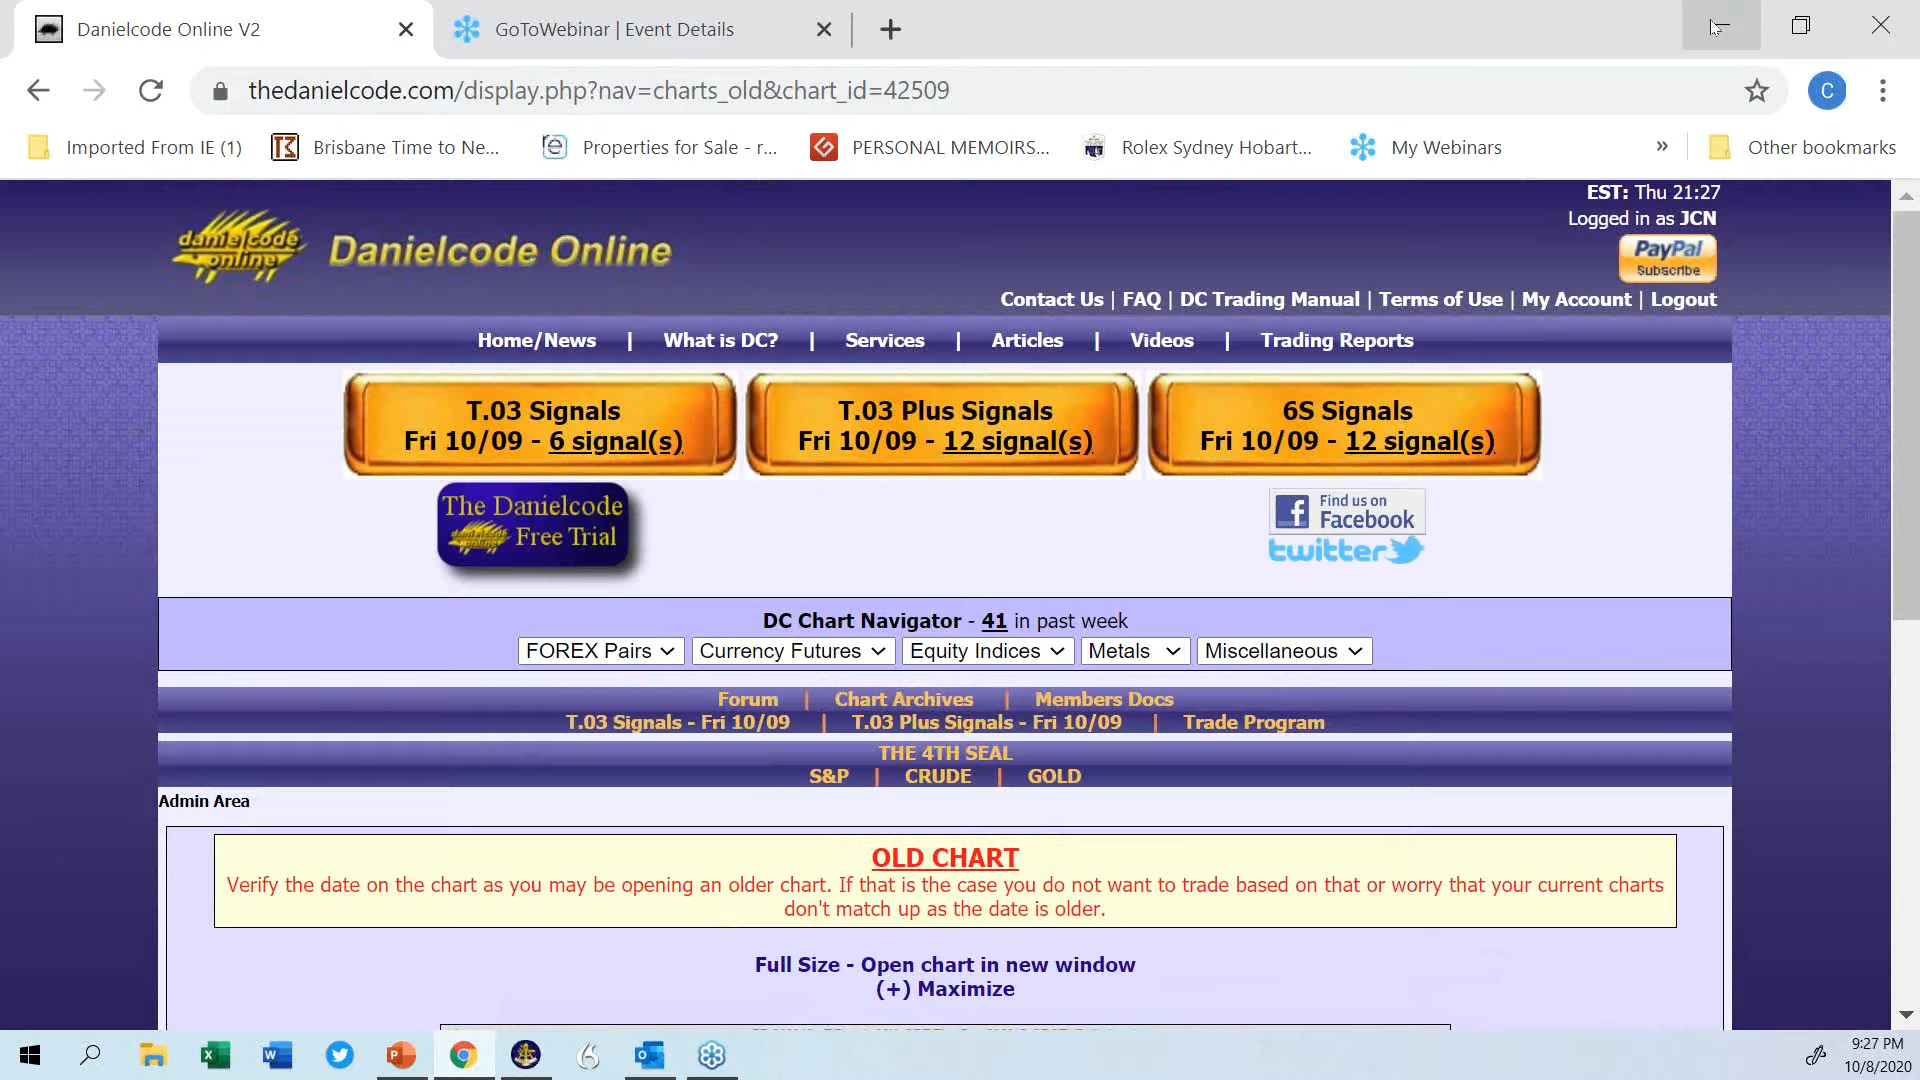 Danielcode Online V2
GoToWebinar | Event Details
thedanielcode.com/display.php?nav=charts_old&chart_id=42509
C
Imported From IE (1)
Brisbane Time to Ne...
Properties for Sale - r...
PERSONAL MEMOIRS...
Rolex Sydney Hobart...
My Webinars
»
Other bookmarks
EST: Thu 21:27
Logged in as JCN
PayPal
Subscribe
danielcode
online
Danielcode Online
Contact Us | FAQ | DC Trading Manual | Terms of Use | My Account | Logout
Home/News | What is DC? | Services | Articles | Videos | Trading Reports
T.03 Signals
Fri 10/09 - 6 signal(s)
T.03 Plus Signals
Fri 10/09 - 12 signal(s)
6S Signals
Fri 10/09 - 12 signal(s)
The Danielcode
Free Trial
Find us on
Facebook
twitter
DC Chart Navigator - 41 in past week
FOREX Pairs
Currency Futures
Equity Indices
Metals
Miscellaneous
Forum | Chart Archives | Members Docs
T.03 Signals - Fri 10/09 | T.03 Plus Signals - Fri 10/09 | Trade Program
THE 4TH SEAL
S&P | CRUDE | GOLD
Admin Area
OLD CHART
Verify the date on the chart as you may be opening an older chart. If that is the case you do not want to trade based on that or worry that your current charts
don't match up as the date is older.
Full Size - Open chart in new window
(+) Maximize
9:27 PM
10/8/2020